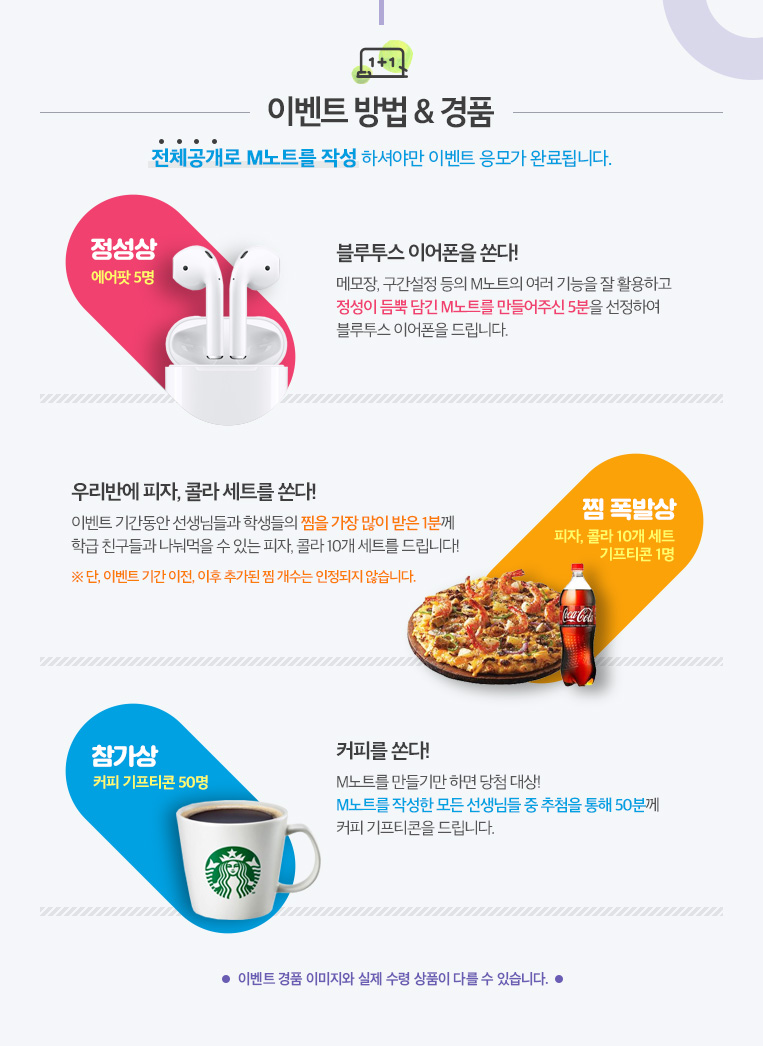 1+1
이벤트 방법 & 경품
전체공개로 M노트를 작성 하셔야만 이벤트 응모가 완료됩니다.
정성상
에어팟 5명
블루투스 이어폰을 쏜다!
메모장, 구간설정 등의 M노트의 여러 기능을 잘 활용하고
정성이 듬뿍 담긴 M노트를 만들어주신 5분을 선정하여
블루투스 이어폰을 드립니다.
우리반에 피자, 콜라 세트를 쏜다!
이벤트 기간동안 선생님들과 학생들의 찜을 가장 많이 받은 1분께
학급 친구들과 나눠먹을 수 있는 피자, 콜라 10개 세트를 드립니다!
※ 단, 이벤트 기간 이전, 이후 추가된 찜 개수는 인정되지 않습니다.
찜 폭발상
피자, 콜라 10개 세트
기프티콘 1명
Coca-Cola
참가상
커피 기프티콘 50명
커피를 쏜다!
M노트를 만들기만 하면 당첨 대상!
M노트를 작성한 모든 선생님들 중 추첨을 통해 50분께
커피 기프티콘을 드립니다.
● 이벤트 경품 이미지와 실제 수령 상품이 다를 수 있습니다. ●